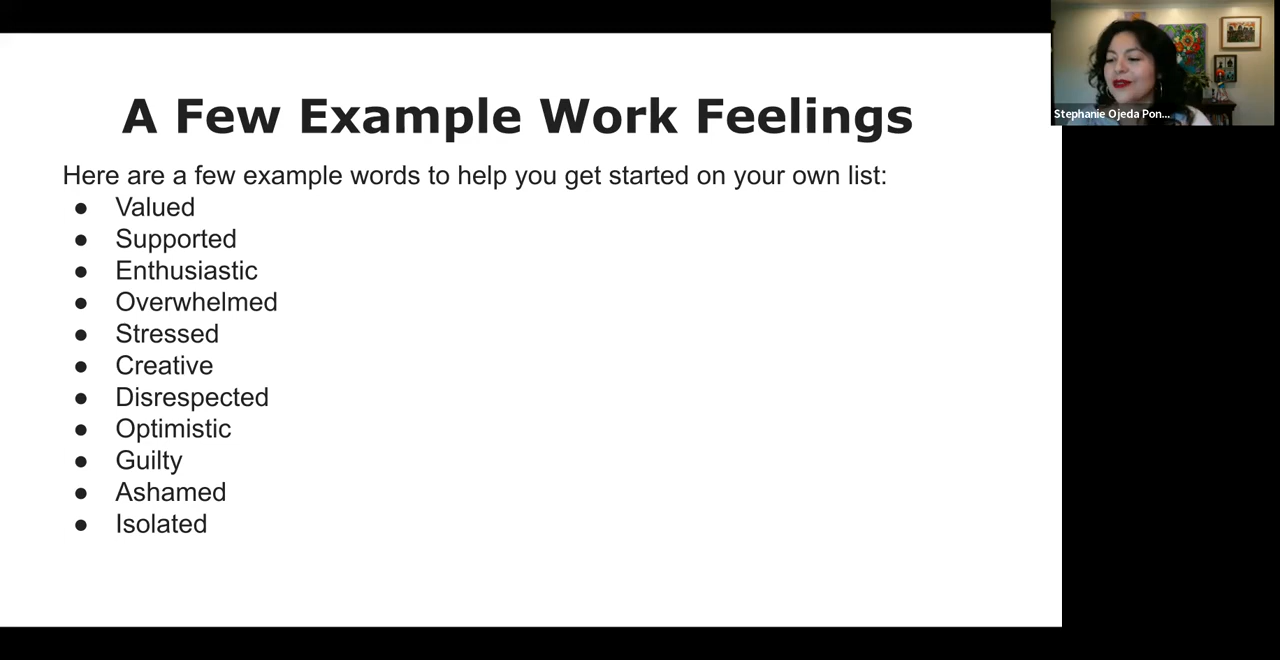 A Few Example Work Feelings
Here are a few example words to help you get started on your own list:
● Valued
● Supported
● Enthusiastic
● Overwhelmed
● Stressed
● Creative
● Disrespected
● Optimistic
● Guilty
● Ashamed
● Isolated
Stephanie Ojeda Pon...